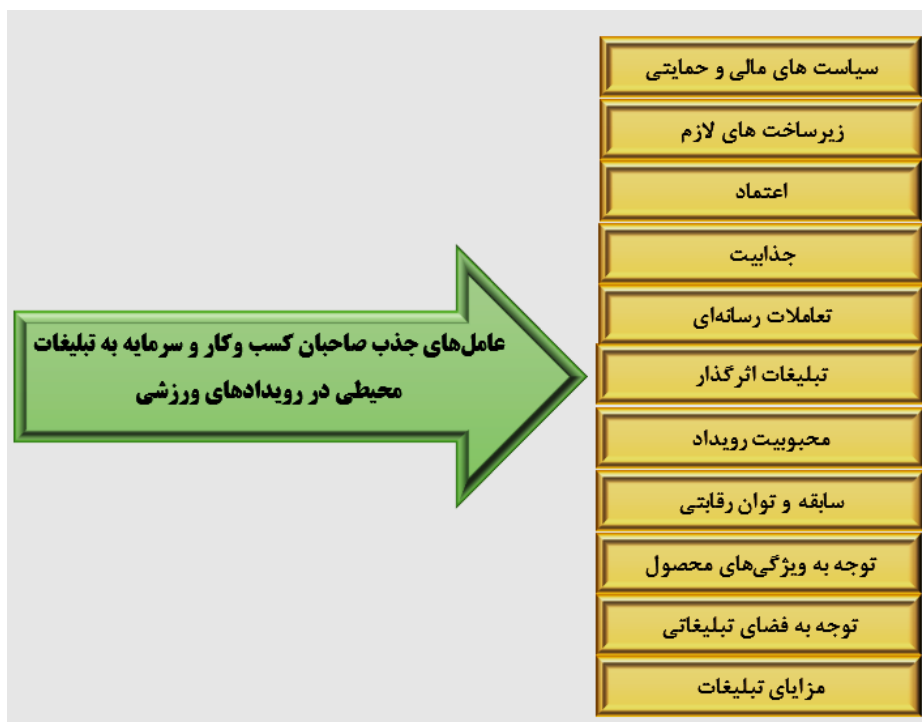 عامل‌های جذب صاحبان کسب وکار و سرمایه به تبلیغات
محیطی در رویدادهای ورزشی
سیاست های مالی و حمایتی
زیرساخت های لازم
اعتماد
جذابیت
تعاملات رسانه‌ای
تبلیغات اثرگذار
محبوبیت رویداد
سابقه و توان رقابتی
توجه به ویژگی‌های محصول
توجه به فضای تبلیغاتی
مزایای تبلیغات